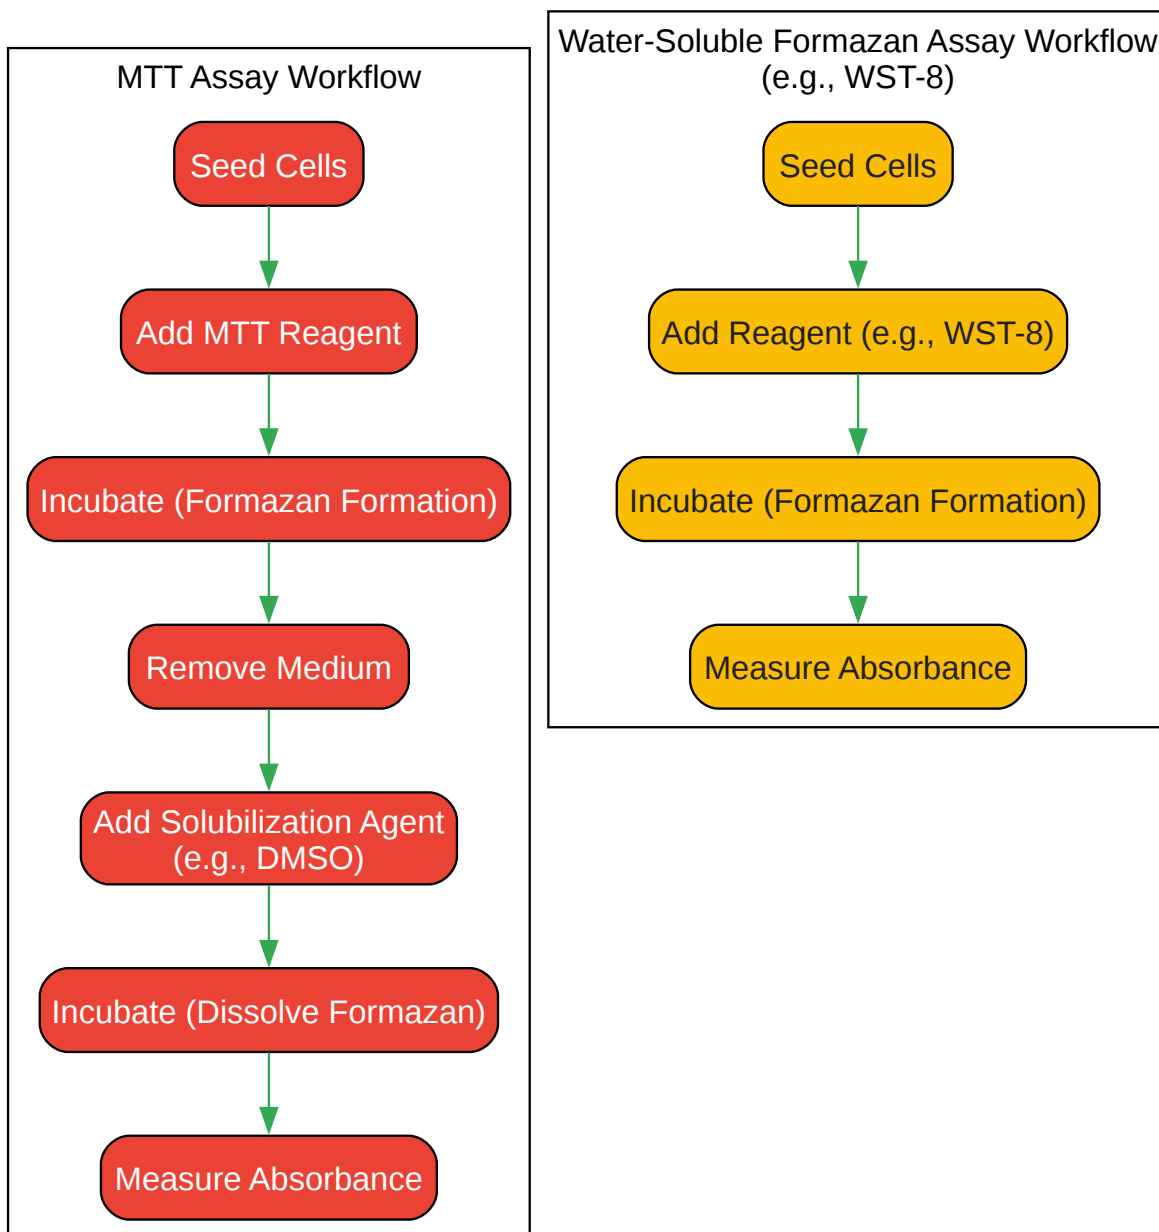 MTT Assay Workflow
Seed Cells
Add MTT Reagent
Incubate (Formazan Formation)
Remove Medium
Add Solubilization Agent
(e.g., DMSO)
Incubate (Dissolve Formazan)
Measure Absorbance
Water-Soluble Formazan Assay Workflow
(e.g., WST-8)
Seed Cells
Add Reagent (e.g., WST-8)
Incubate (Formazan Formation)
Measure Absorbance